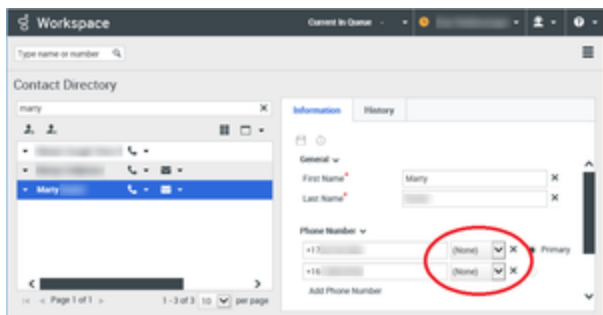 Workspace
Current In Queue -
Type name or number
Contact Directory
marty
Marty
Page 1 of 1
1 - 3 of 3 10 per page
Information History
General
First Name* Marty
Last Name*
Phone Number
+17 (None) Primary
+16 (None)
Add Phone Number